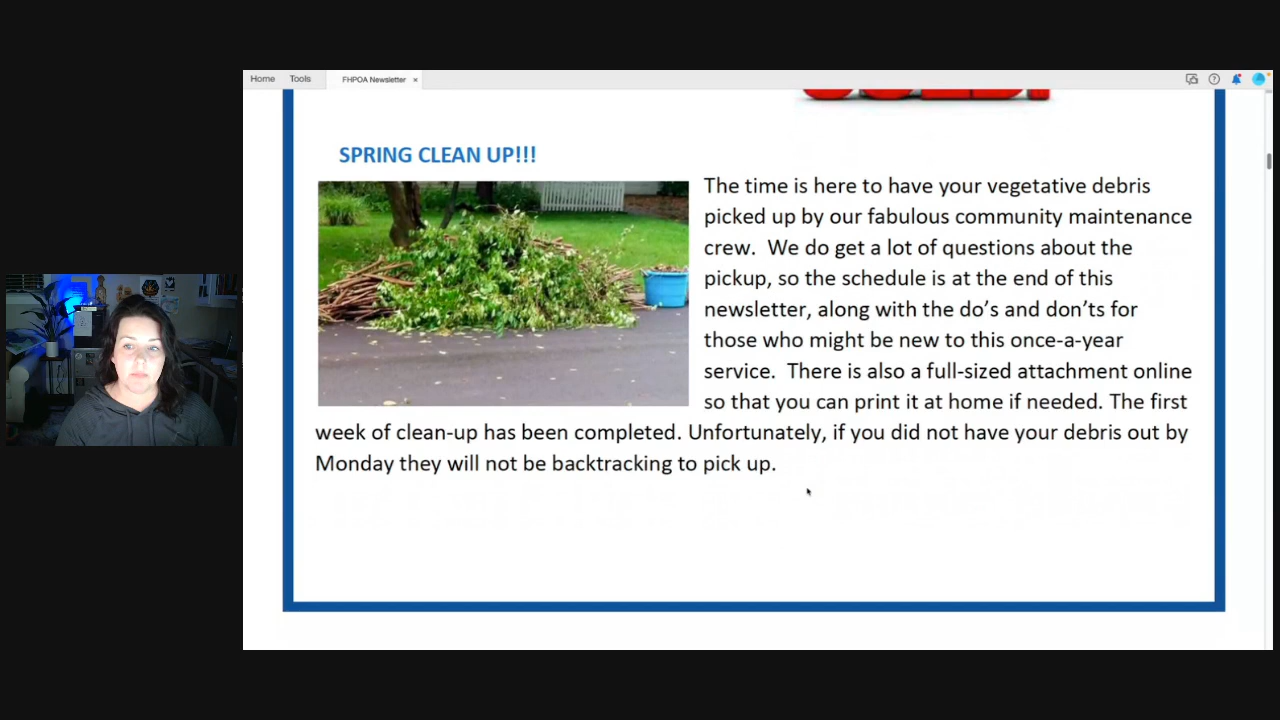 Home Tools FHPOA Newsletter ×
SPRING CLEAN UP!!!
The time is here to have your vegetative debris
picked up by our fabulous community maintenance
crew.  We do get a lot of questions about the
pickup, so the schedule is at the end of this
newsletter, along with the do’s and don’ts for
those who might be new to this once-a-year
service.  There is also a full-sized attachment online
so that you can print it at home if needed. The first
week of clean-up has been completed. Unfortunately, if you did not have your debris out by
Monday they will not be backtracking to pick up.